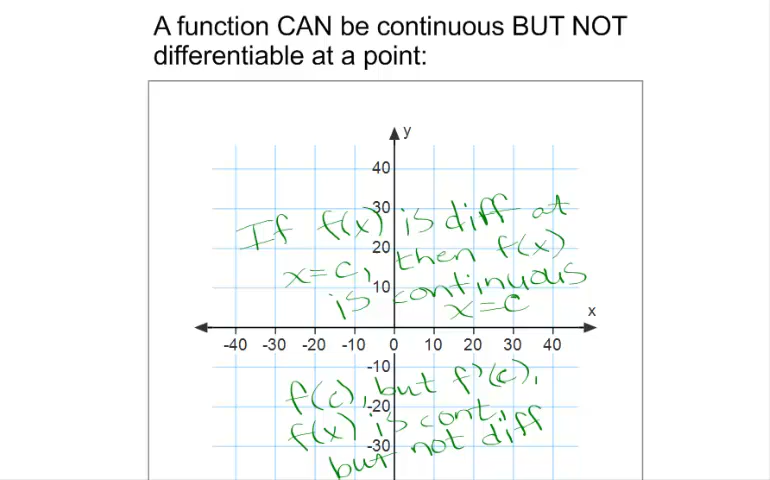 A function CAN be continuous BUT NOT
differentiable at a point:
y
40
30
20
10
If f(x) is diff at
x=c, then f(x)
is continuous
x=c
x
-40 -30 -20 -10 0 10 20 30 40
-10
-20
-30
f(c), but f'(c),
f(x) is cont,
but not diff